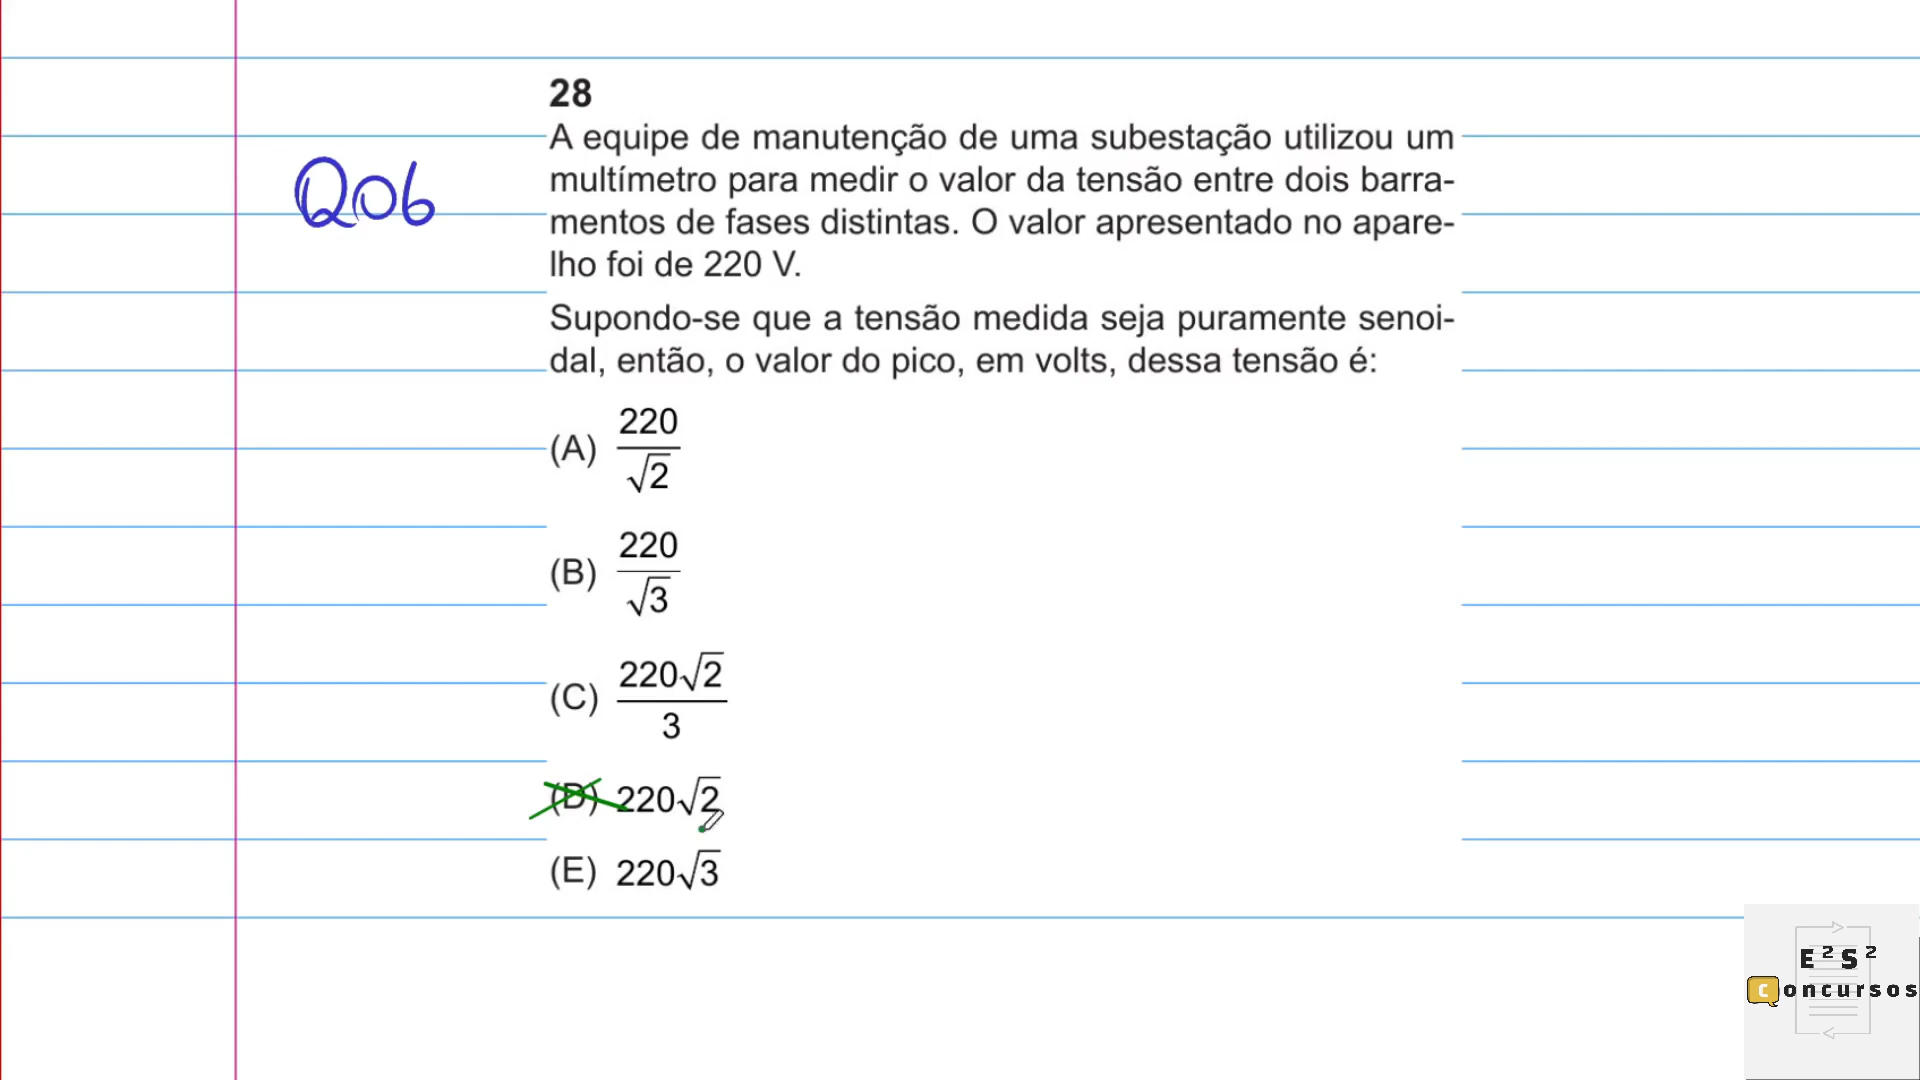 28
A equipe de manutenção de uma subestação utilizou um
multímetro para medir o valor da tensão entre dois barra-
mentos de fases distintas. O valor apresentado no apare-
lho foi de 220 V.
Q06
Supondo-se que a tensão medida seja puramente senoi-
dal, então, o valor do pico, em volts, dessa tensão é:
(A) 220/√2
(B) 220/√3
(C) 220√2/3
(D) 220√2
(E) 220√3
E²S²
Concursos